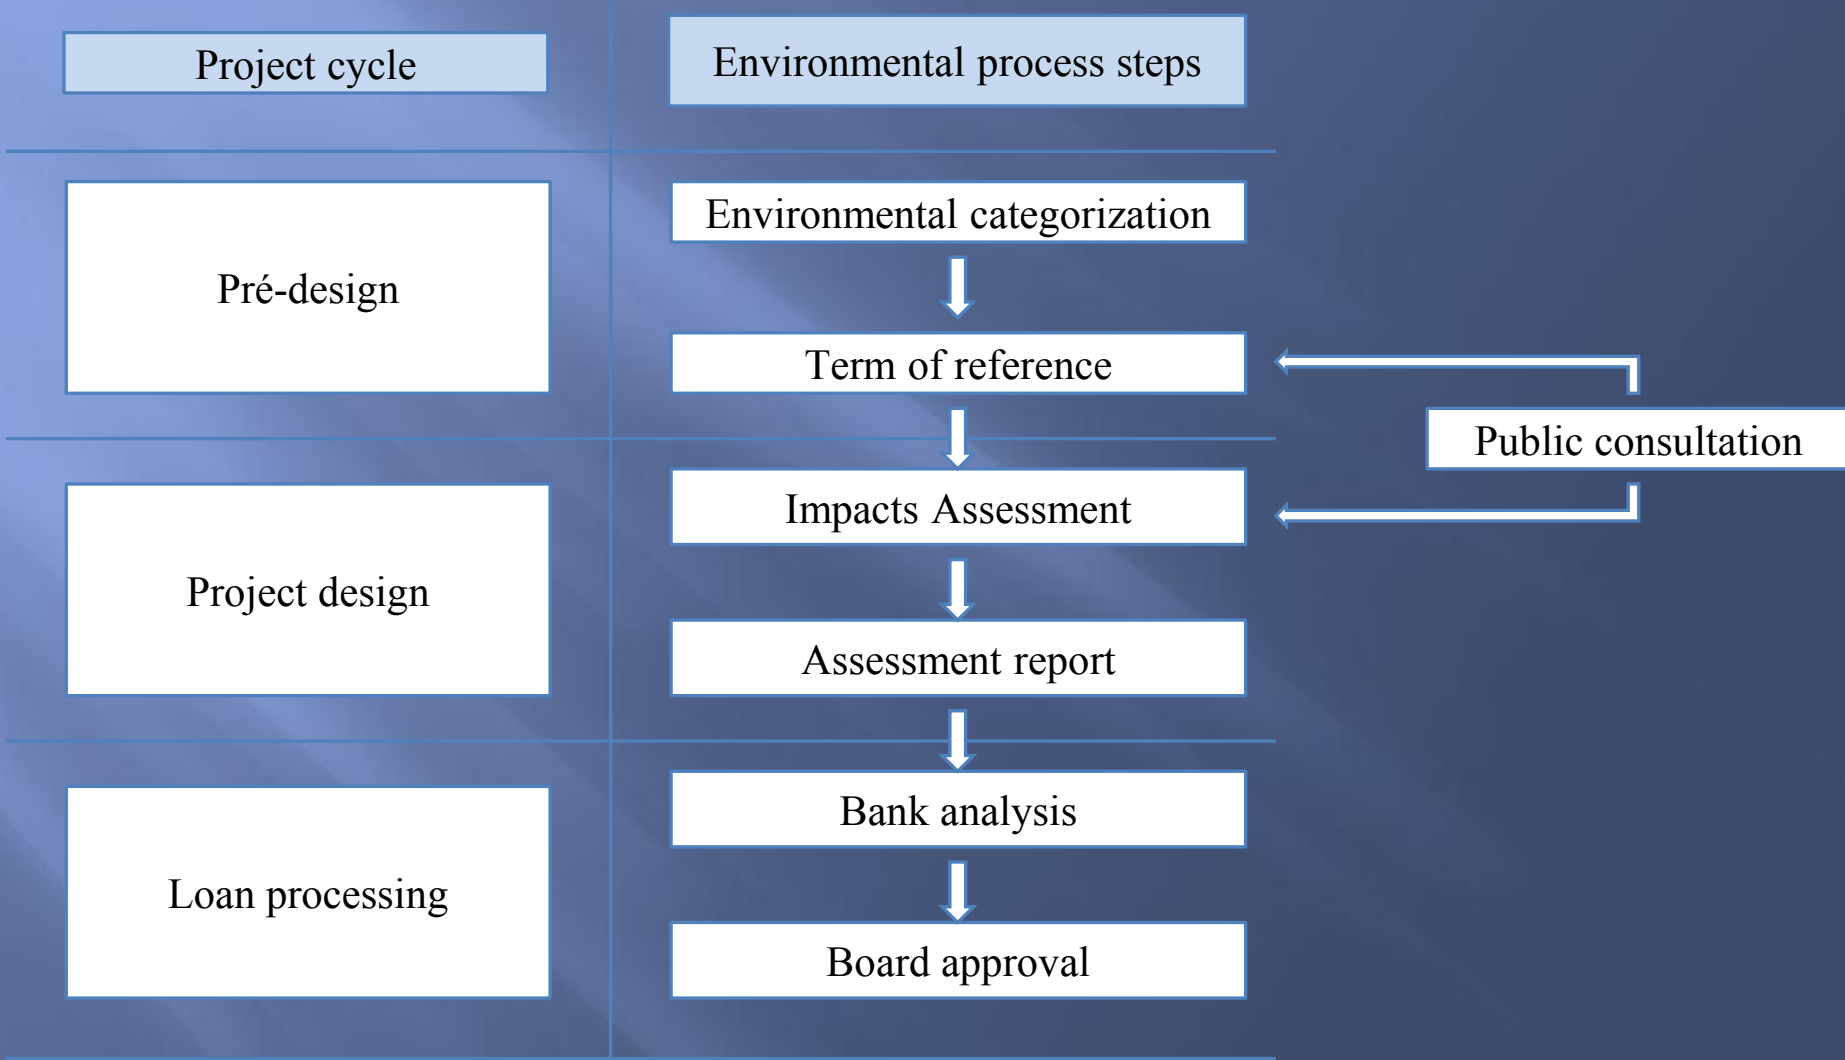 Project cycle
Environmental process steps
Pré-design
Environmental categorization
Term of reference
Public consultation
Project design
Impacts Assessment
Assessment report
Loan processing
Bank analysis
Board approval